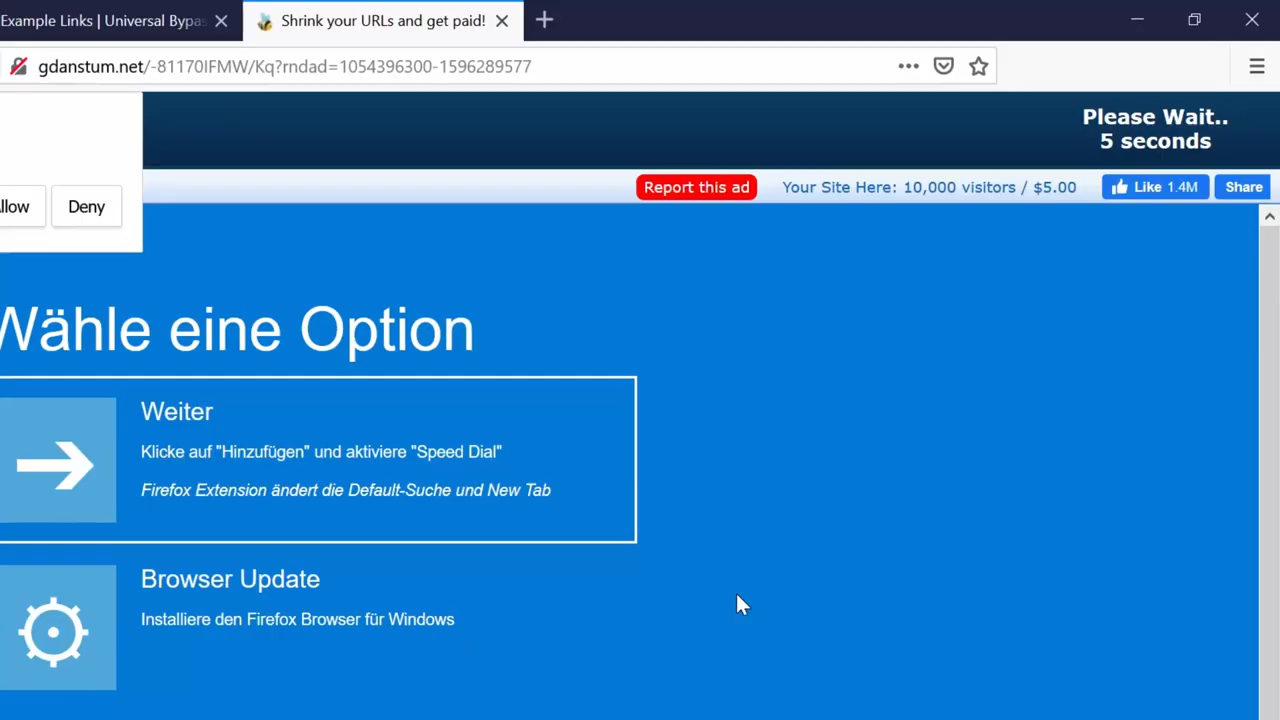 Example Links | Universal Bypas
Shrink your URLs and get paid!
gdanstum.net/-81170IFMW/Kq?rndad=1054396300-1596289577
Please Wait..
5 seconds
Report this ad
Your Site Here: 10,000 visitors / $5.00
Like 1.4M
Share
llow
Deny
Wähle eine Option
Weiter
Klicke auf "Hinzufügen" und aktiviere "Speed Dial"
Firefox Extension ändert die Default-Suche und New Tab
Browser Update
Installiere den Firefox Browser für Windows